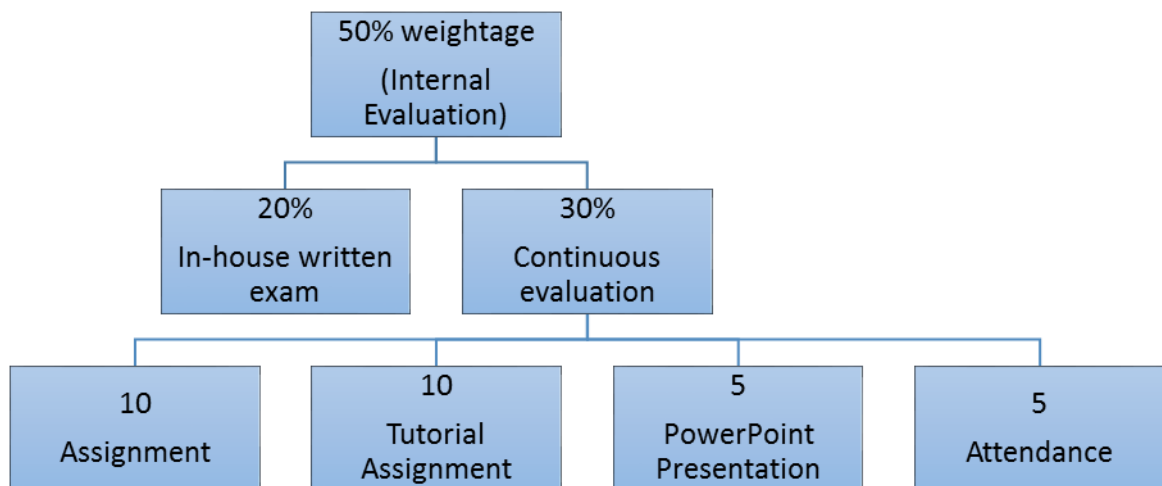 50% weightage
(Internal
Evaluation)
20%
In-house written
exam
30%
Continuous
evaluation
10
Assignment
10
Tutorial
Assignment
5
PowerPoint
Presentation
5
Attendance